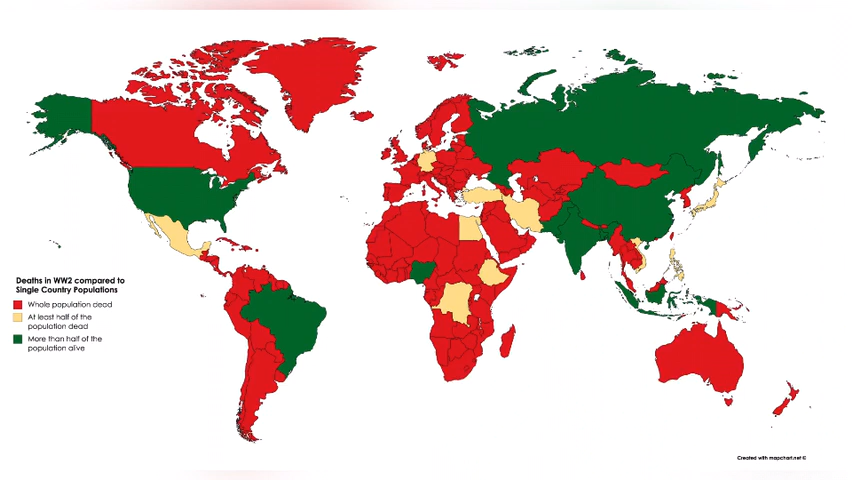 Deaths in WW2 compared to
Single Country Populations
Whole population dead
At least half of the
population dead
More than half of the
population alive
Created with mapchart.net ©